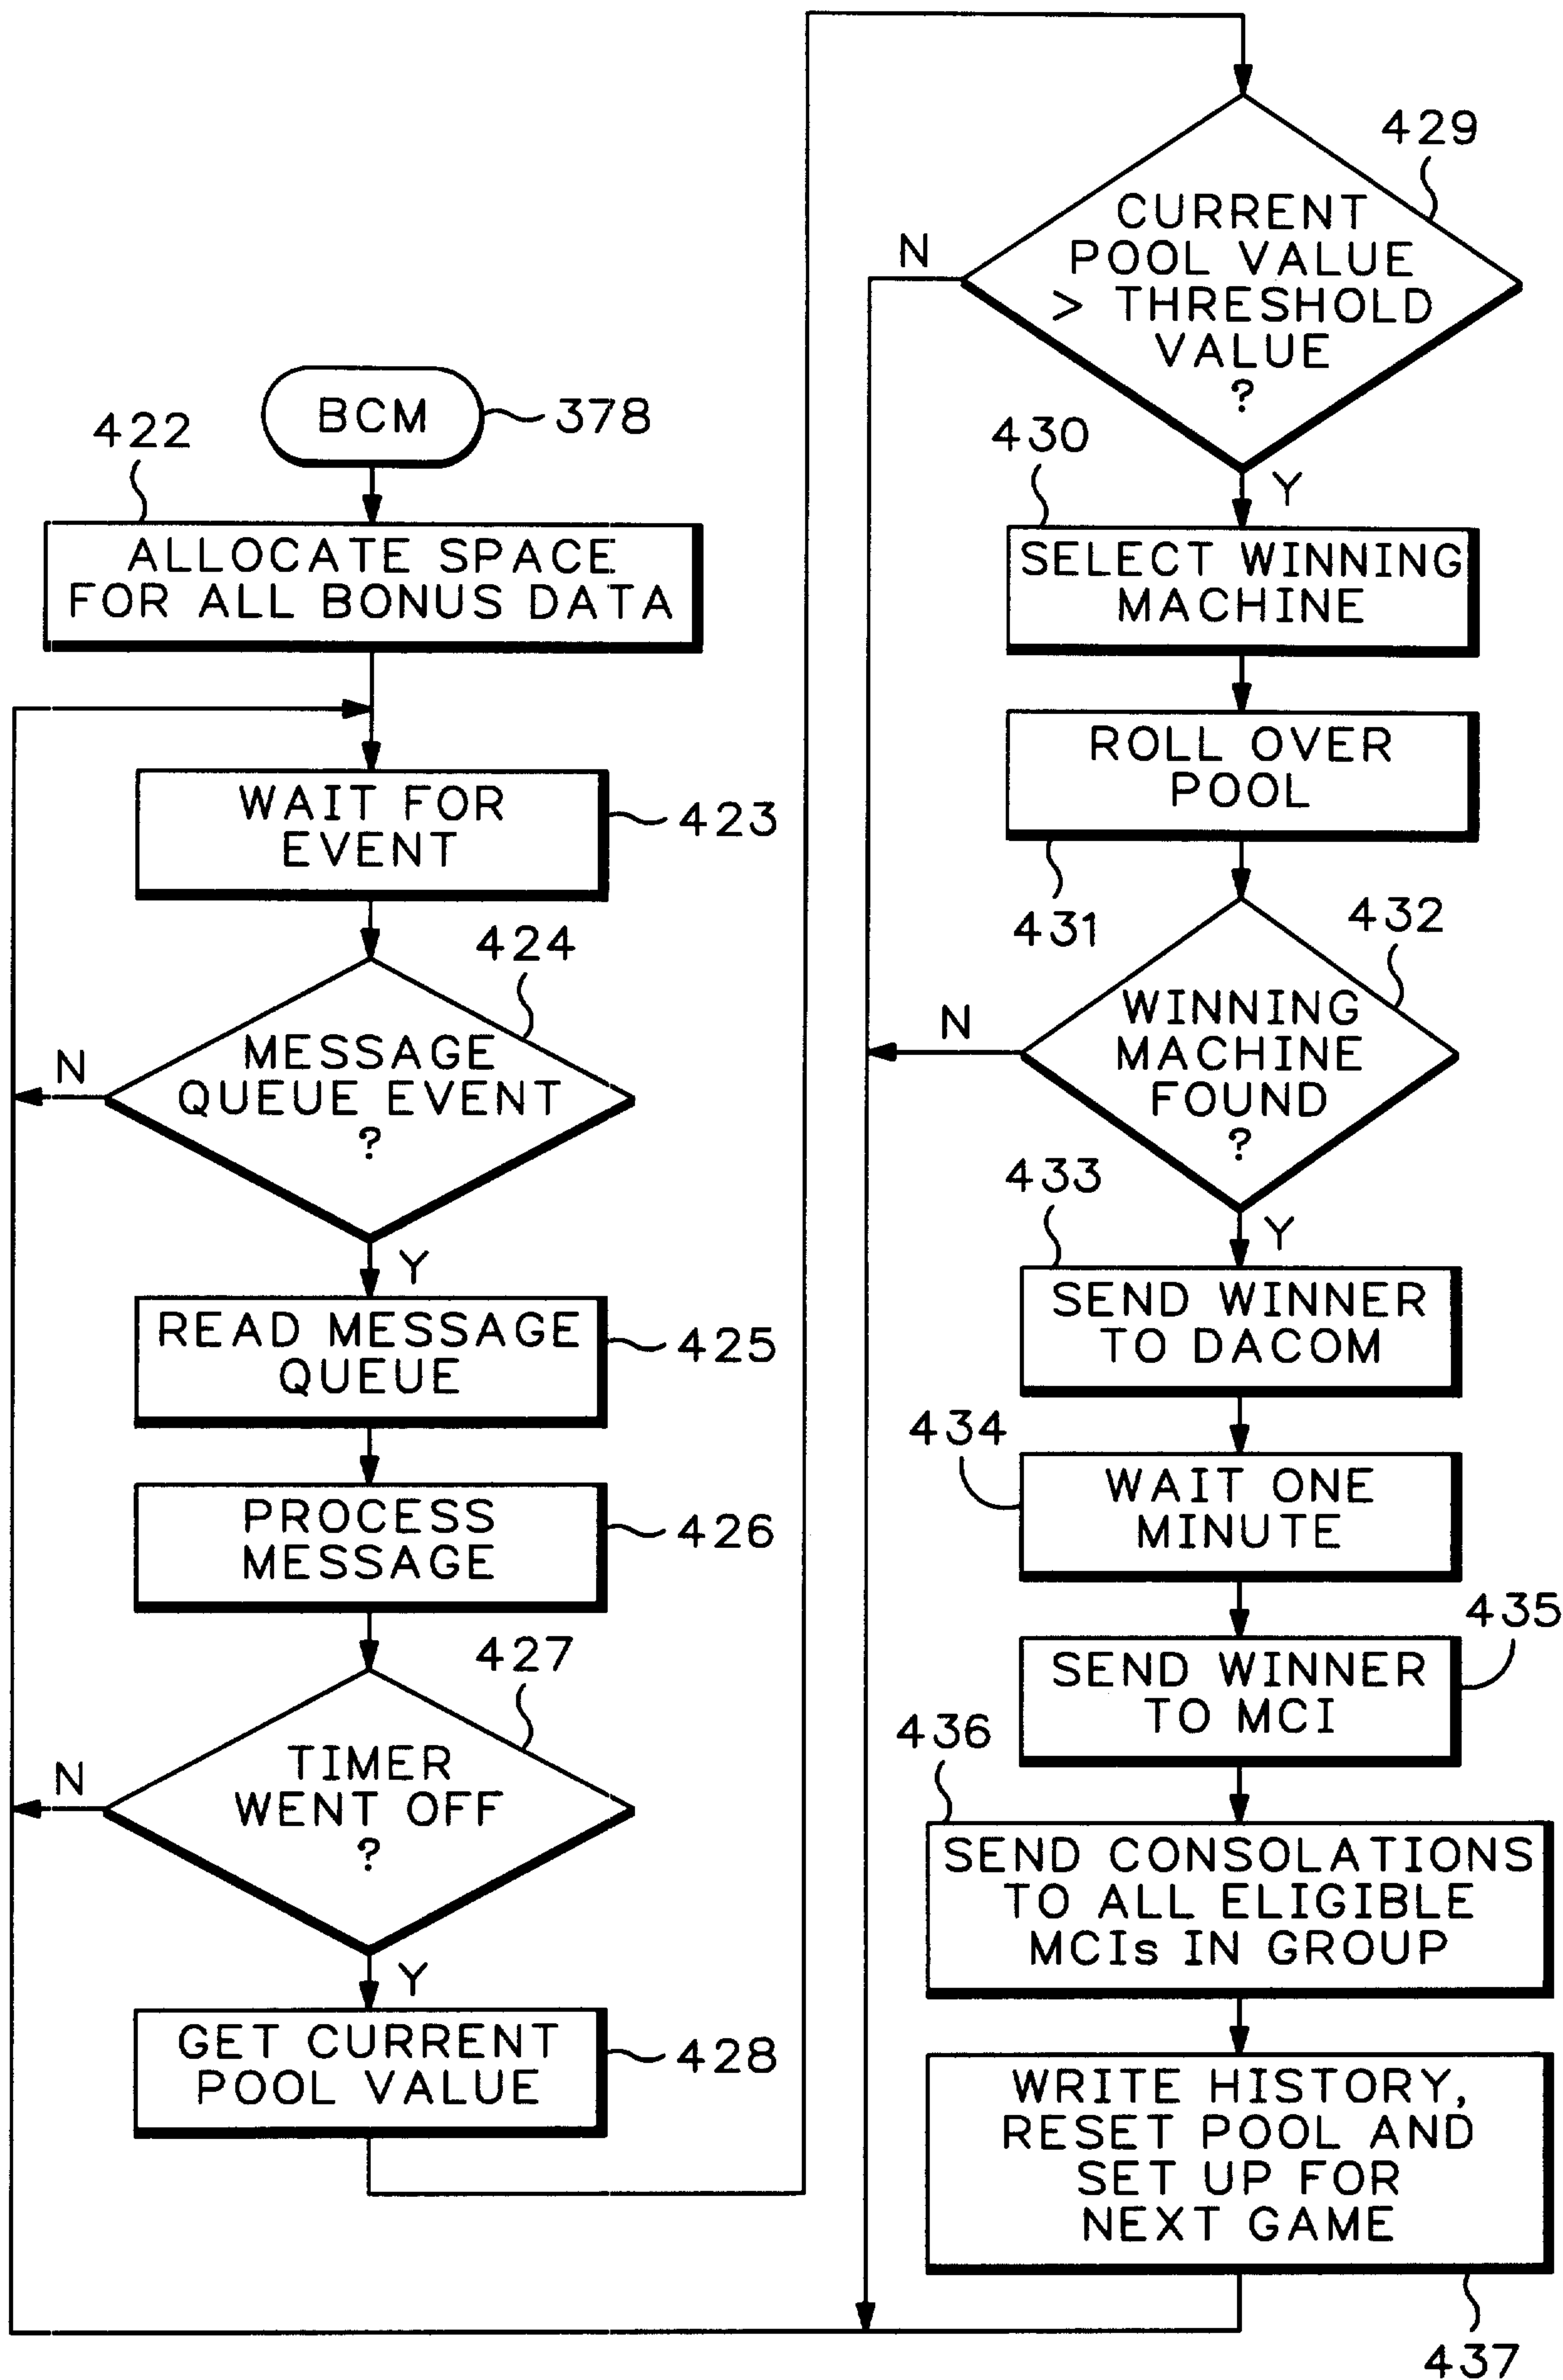 BCM
378
422
ALLOCATE SPACE
FOR ALL BONUS DATA
WAIT FOR
EVENT
423
424
MESSAGE
QUEUE EVENT
?
N
Y
READ MESSAGE
QUEUE
425
PROCESS
MESSAGE
426
427
TIMER
WENT OFF
?
N
Y
GET CURRENT
POOL VALUE
428
429
CURRENT
POOL VALUE
> THRESHOLD
VALUE
?
N
Y
430
SELECT WINNING
MACHINE
ROLL OVER
POOL
431
432
WINNING
MACHINE
FOUND
?
N
Y
433
SEND WINNER
TO DACOM
434
WAIT ONE
MINUTE
435
SEND WINNER
TO MCI
436
SEND CONSOLATIONS
TO ALL ELIGIBLE
MCIs IN GROUP
WRITE HISTORY,
RESET POOL AND
SET UP FOR
NEXT GAME
437